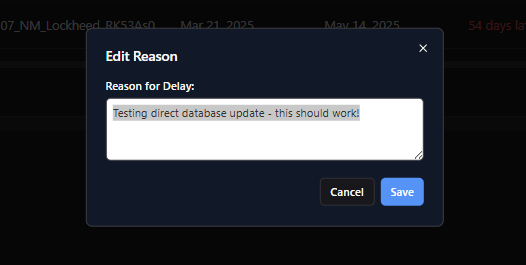 07_NM_Lockheed_RK53As0 Mar 21, 2025 May 14, 2025 54 days la
Edit Reason
Reason for Delay:
Testing direct database update - this should work!
Cancel Save